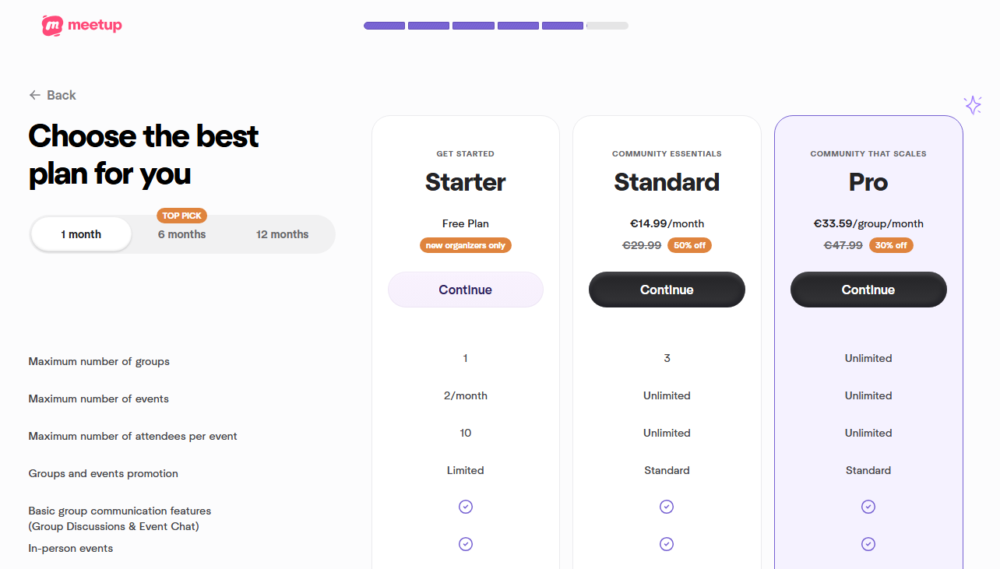 meetup
Back
Choose the best
plan for you
TOP PICK
1 month 6 months 12 months
GET STARTED
Starter
Free Plan
new organizers only
Continue
COMMUNITY ESSENTIALS
Standard
€14.99/month
€29.99 50% off
Continue
COMMUNITY THAT SCALES
Pro
€33.59/group/month
€47.99 30% off
Continue
Maximum number of groups 1 3 Unlimited
Maximum number of events 2/month Unlimited Unlimited
Maximum number of attendees per event 10 Unlimited Unlimited
Groups and events promotion Limited Standard Standard
Basic group communication features
(Group Discussions & Event Chat)
In-person events